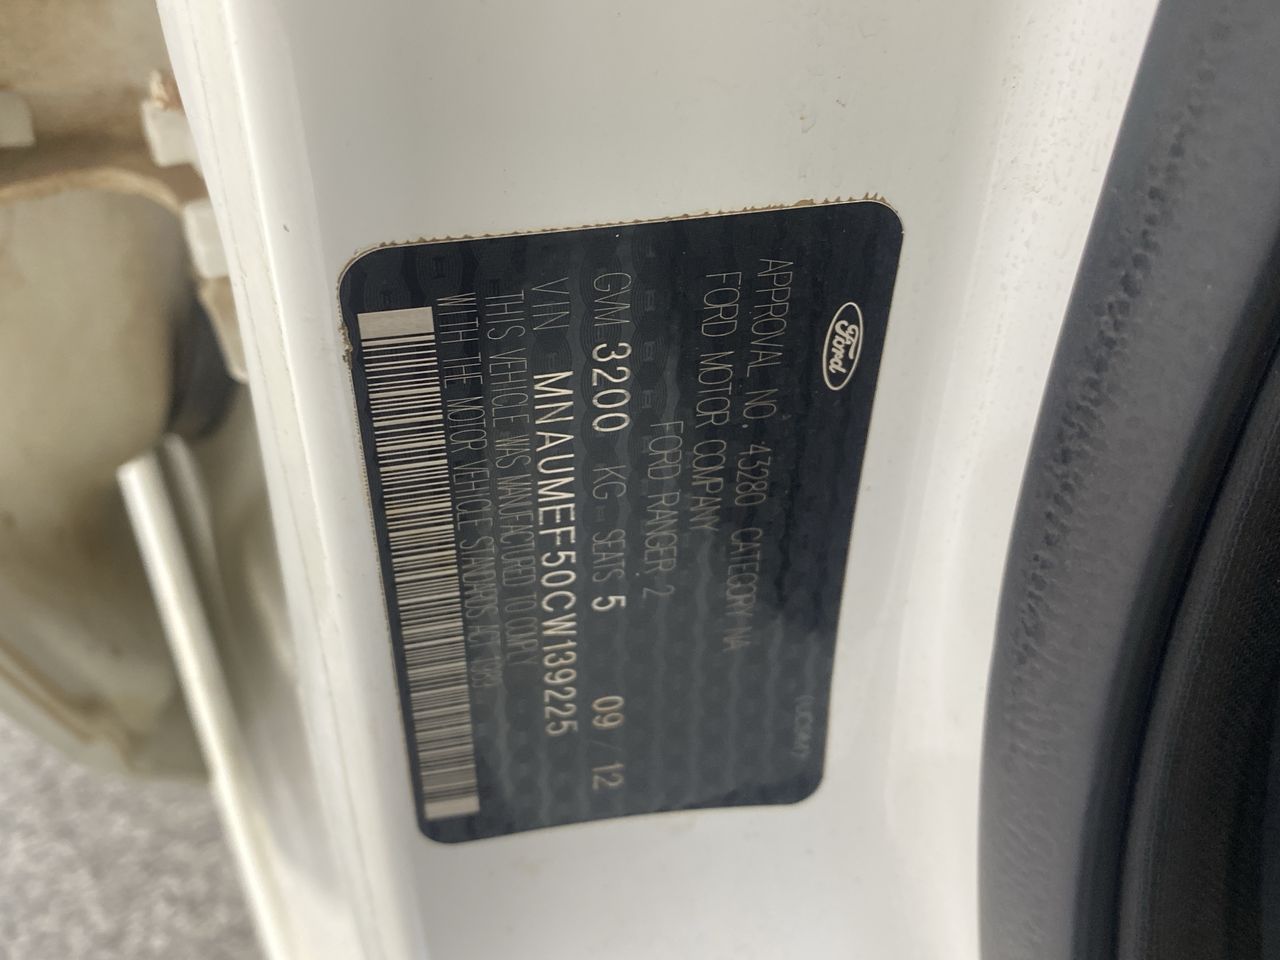 Ford
APPROVAL NO. 43280 CATEGORY NA
FORD MOTOR COMPANY
FORD RANGER 2
GVM 3200 KG - SEATS 5 09 / 12
VIN MNAUMEF50CW139225
THIS VEHICLE WAS MANUFACTURED TO COMPLY
WITH THE MOTOR VEHICLE STANDARDS ACT 1989.